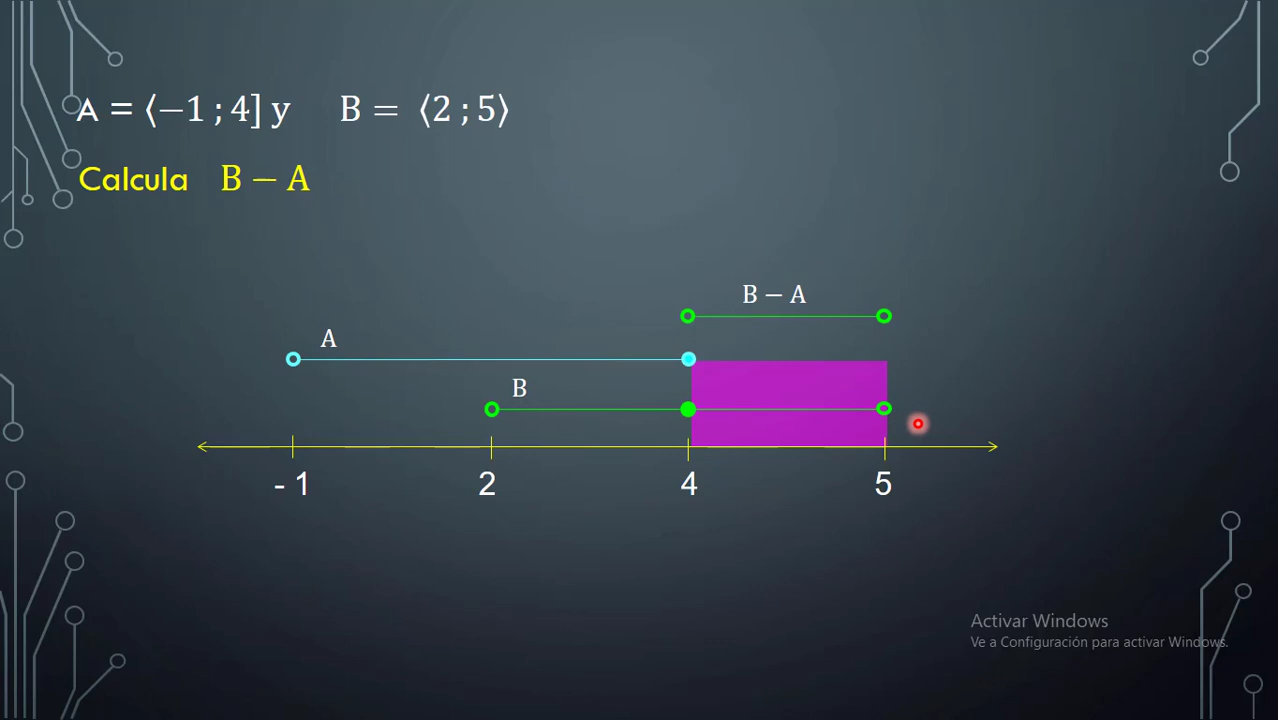 A = ⟨−1 ; 4] y B = ⟨2 ; 5⟩
Calcula B − A
B − A
A
B
- 1 2 4 5
Activar Windows
Ve a Configuración para activar Windows.